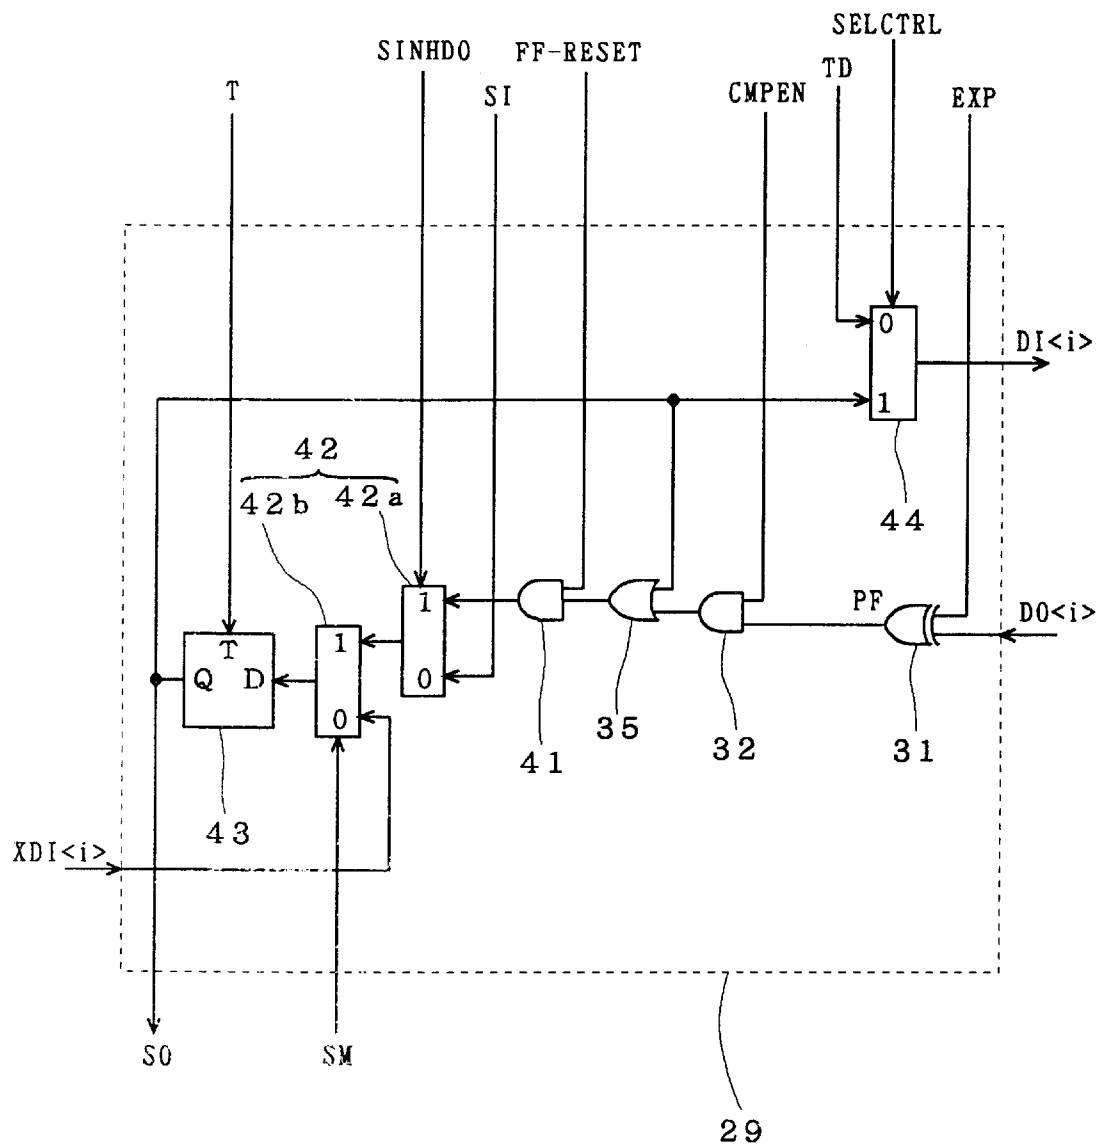 SELCTRL
SINHDO FF-RESET
TD
T
SI
CMPEN
EXP
0
DI<i>
1
42
42b
42a
44
1
PF
DO<i>
T
1
Q
D
0
0
35
32
31
41
43
XDI<i>
SO
SM
29